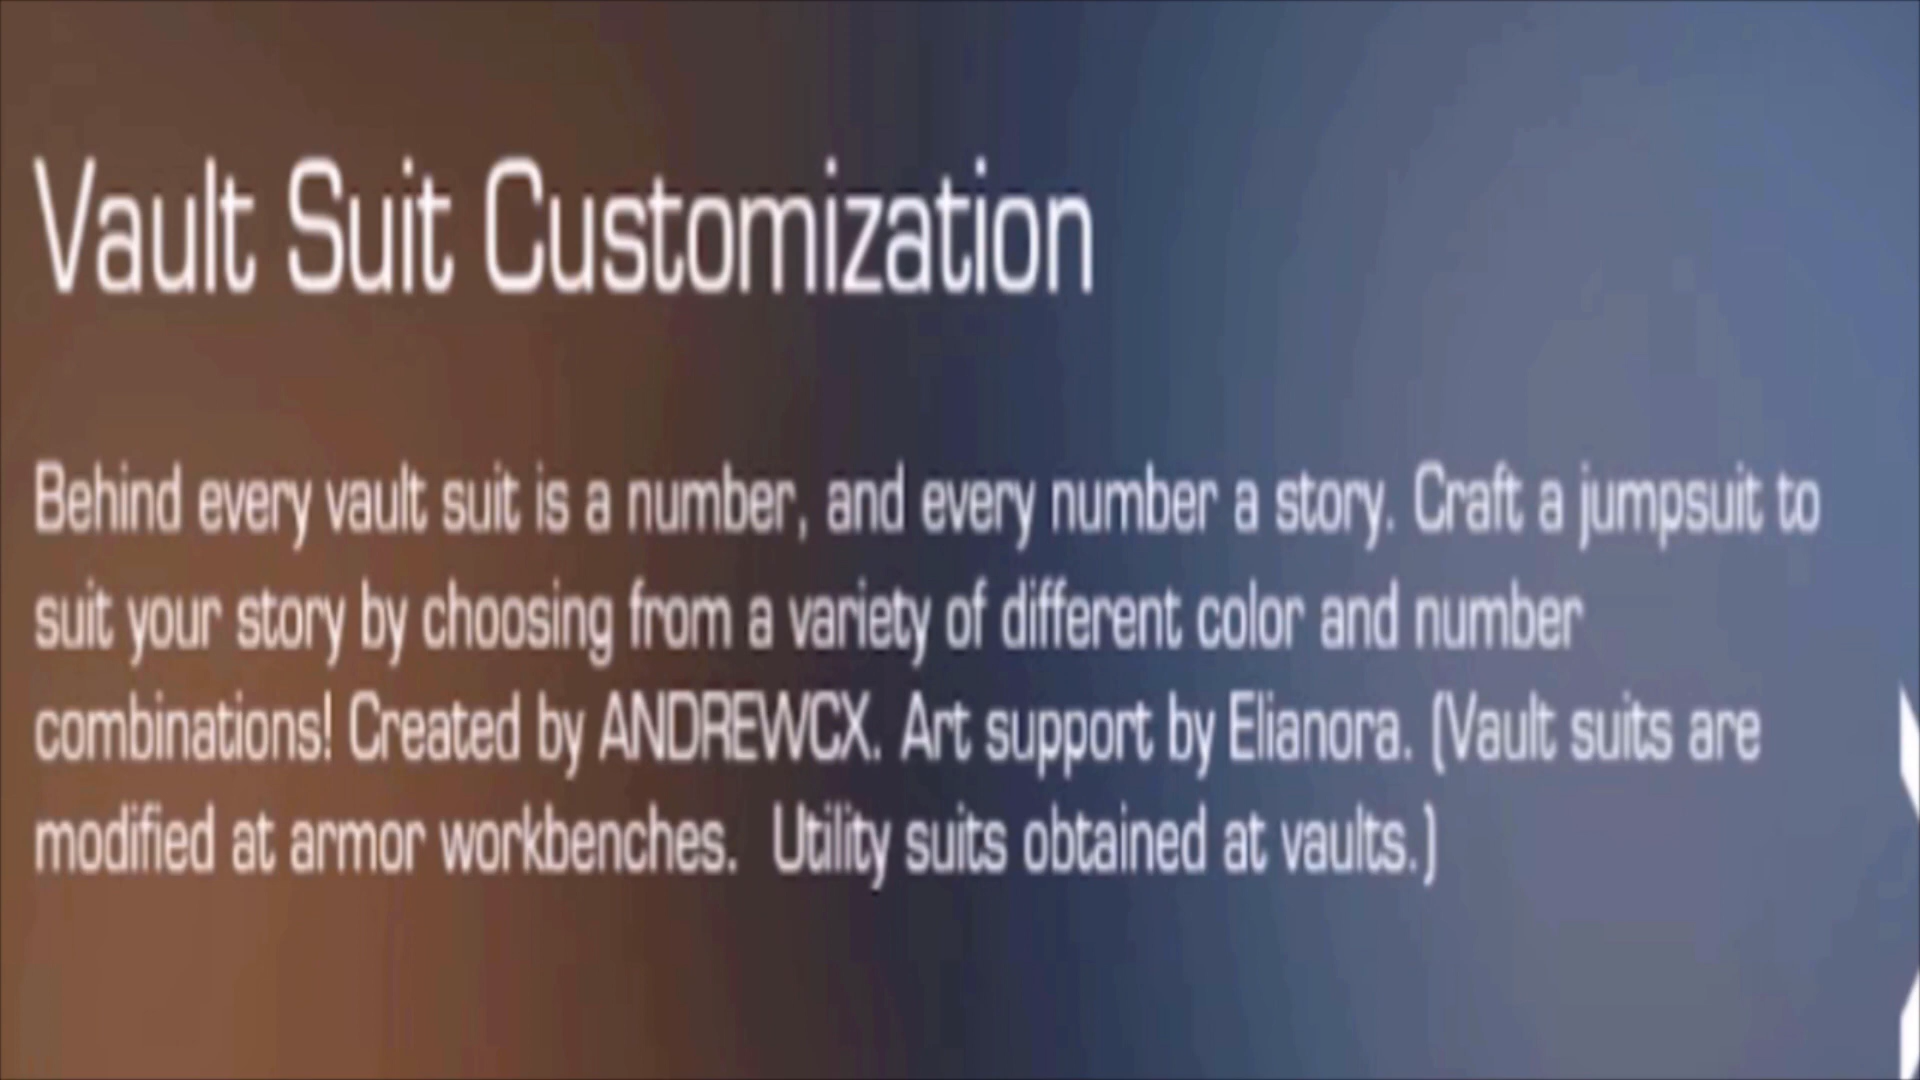 Vault Suit Customization
Behind every vault suit is a number, and every number a story. Craft a jumpsuit to
suit your story by choosing from a variety of different color and number
combinations! Created by ANDREWCX. Art support by Elianora. (Vault suits are
modified at armor workbenches.  Utility suits obtained at vaults.)